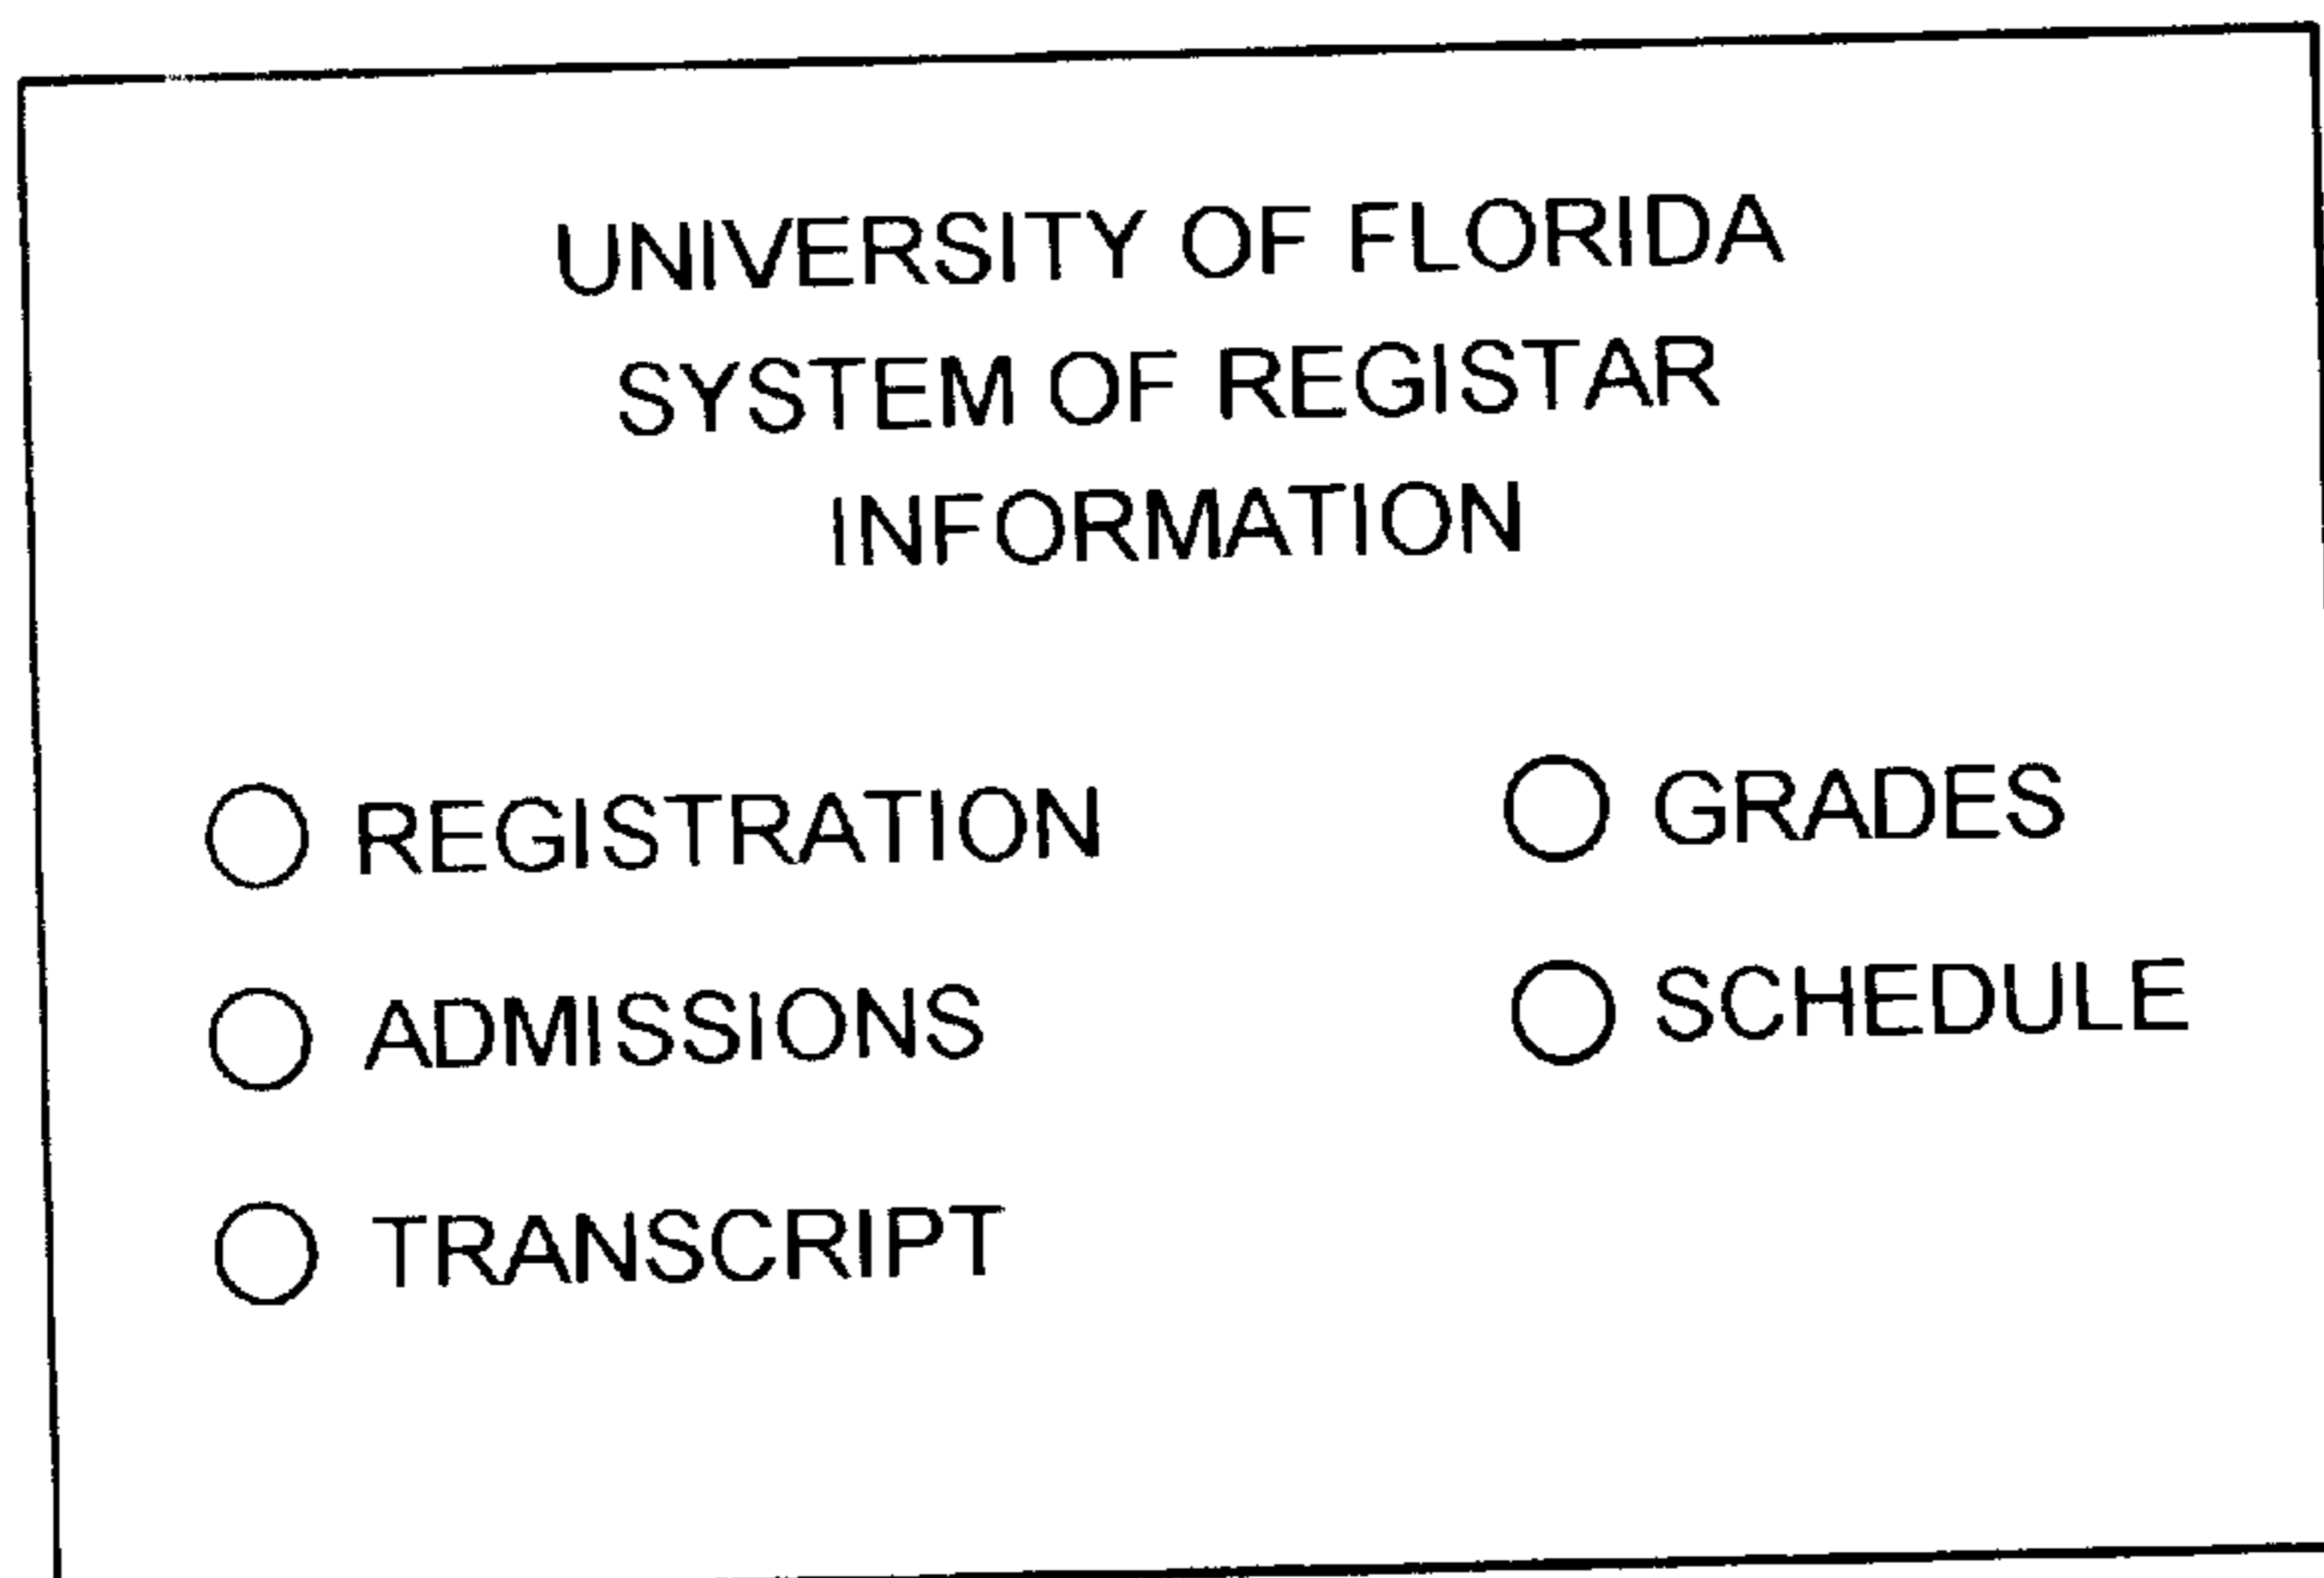 UNIVERSITY OF FLORIDA
SYSTEM OF REGISTAR
INFORMATION
REGISTRATION
ADMISSIONS
TRANSCRIPT
GRADES
SCHEDULE